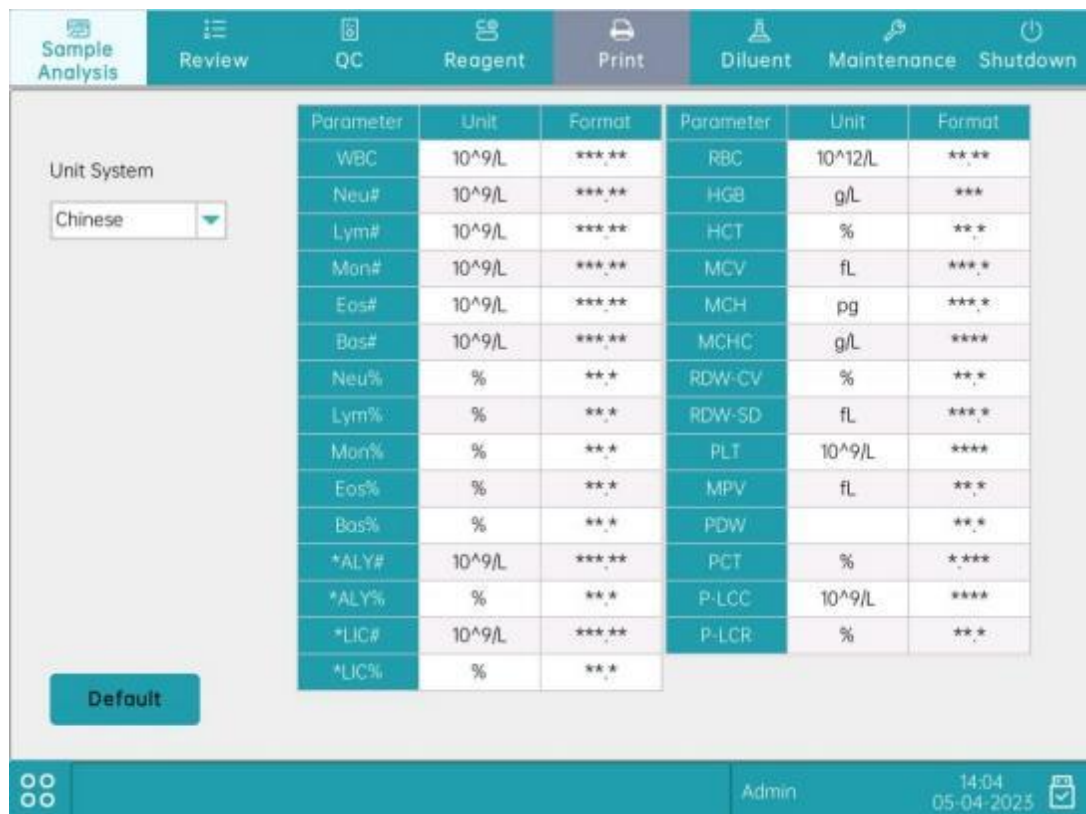 Sample Analysis Review QC Reagent Print Diluent Maintenance Shutdown
Parameter Unit Format Parameter Unit Format
Unit System
Chinese
WBC 10^9/L ***.** RBC 10^12/L **.**
Neu# 10^9/L ***.** HGB g/L ***
Lym# 10^9/L ***.** HCT % **.*
Mon# 10^9/L ***.** MCV fL ***.*
Eos# 10^9/L ***.** MCH pg ***.*
Bas# 10^9/L ***.** MCHC g/L ****
Neu% % **.* RDW-CV % **.*
Lym% % **.* RDW-SD fL ***.*
Mon% % **.* PLT 10^9/L ****
Eos% % **.* MPV fL **.*
Bas% % **.* PDW **.*
*ALY# 10^9/L ***.** PCT % *.***
*ALY% % **.* P-LCC 10^9/L ****
*LIC# 10^9/L ***.** P-LCR % **.*
*LIC% % **.*
Default
Admin 14:04
05-04-2023